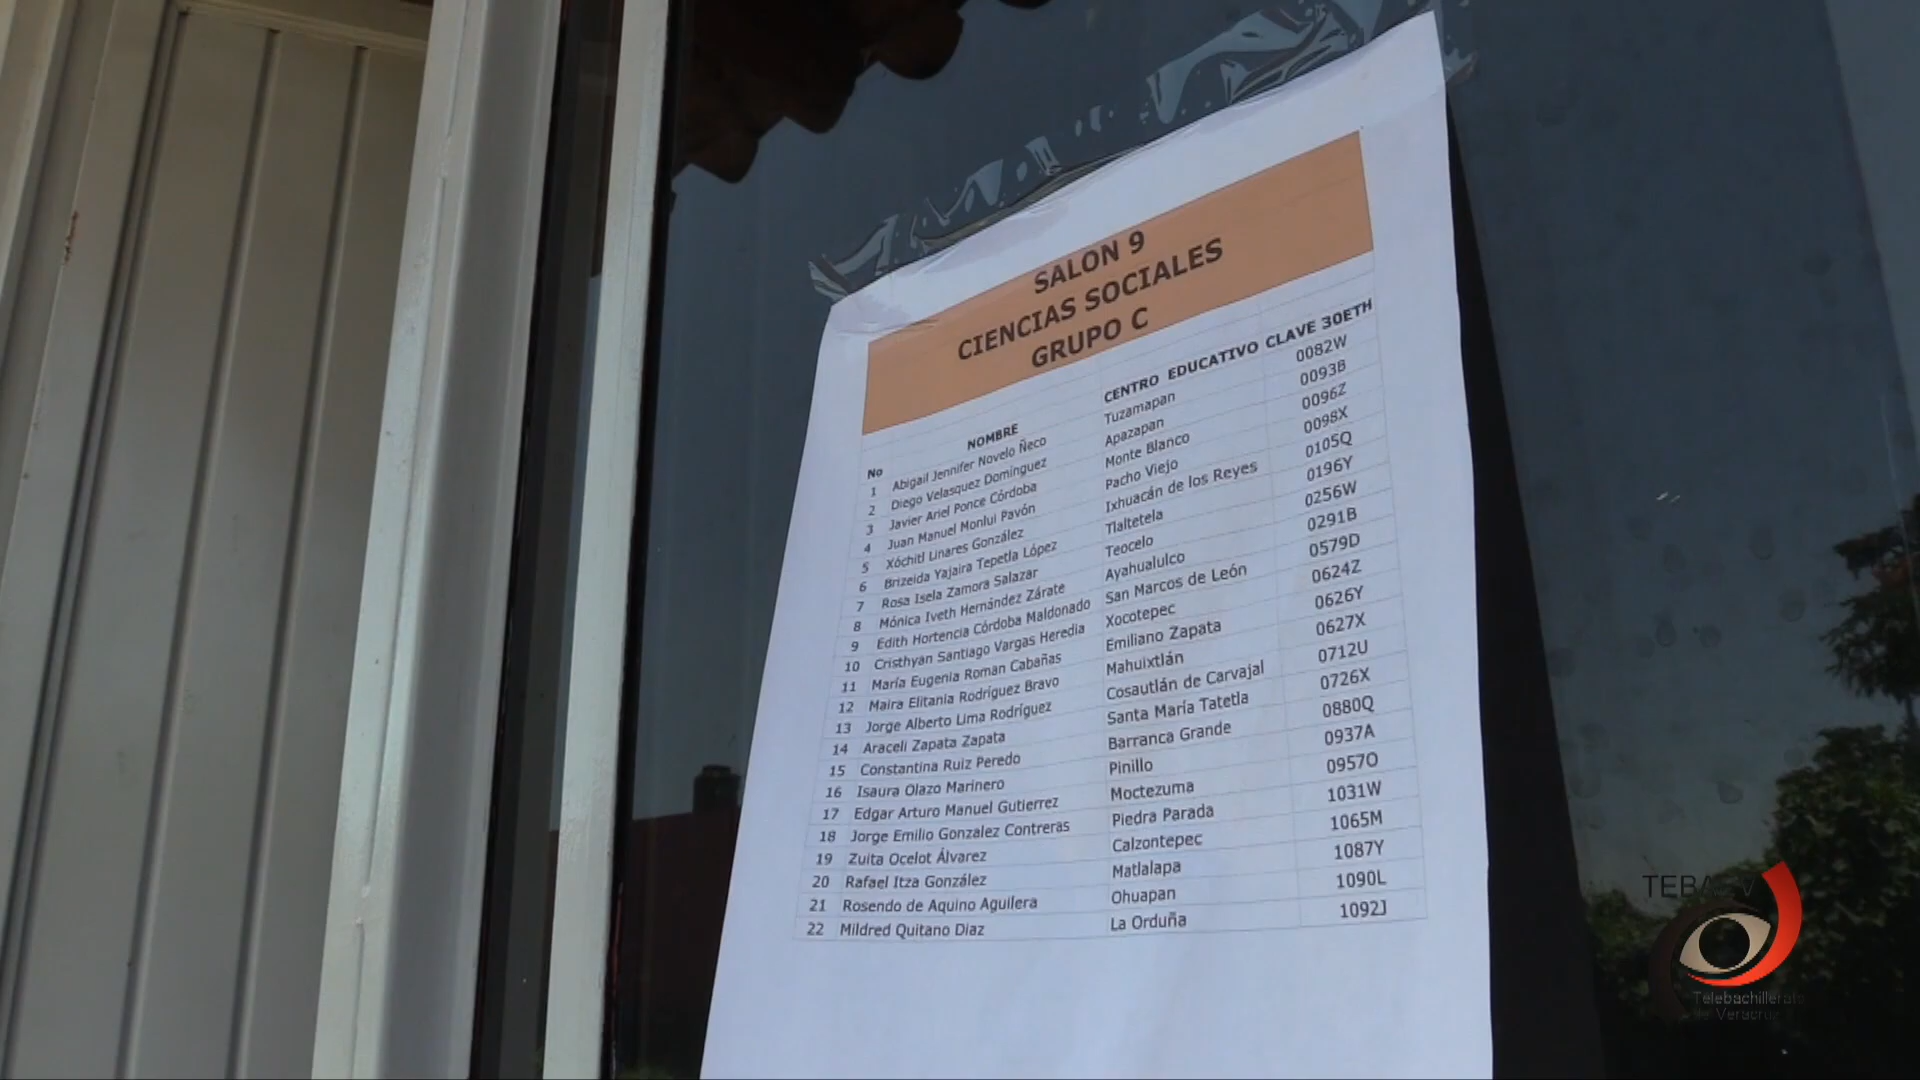 SALON 9
CIENCIAS SOCIALES
GRUPO C
No NOMBRE CENTRO EDUCATIVO CLAVE 30ETH
1 Abigail Jennifer Novelo Ñeco Tuzamapan 0082W
2 Diego Velasquez Domínguez Apazapan 0093B
3 Javier Ariel Ponce Córdoba Monte Blanco 0096Z
4 Juan Manuel Monlui Pavón Pacho Viejo 0098X
5 Xóchitl Linares González Ixhuacán de los Reyes 0105Q
6 Brizeida Yajaira Tepetla López Tlaltetela 0196Y
7 Rosa Isela Zamora Salazar Teocelo 0256W
8 Mónica Iveth Hernández Zárate Ayahualulco 0291B
9 Edith Hortencia Córdoba Maldonado San Marcos de León 0579D
10 Cristhyan Santiago Vargas Heredia Xocotepec 0624Z
11 María Eugenia Roman Cabañas Emiliano Zapata 0626Y
12 Maira Elitania Rodríguez Bravo Mahuixtlán 0627X
13 Jorge Alberto Lima Rodríguez Cosautlán de Carvajal 0712U
14 Araceli Zapata Zapata Santa María Tatetla 0726X
15 Constantina Ruiz Peredo Barranca Grande 0880Q
16 Isaura Olazo Marinero Pinillo 0937A
17 Edgar Arturo Manuel Gutierrez Moctezuma 0957O
18 Jorge Emilio Gonzalez Contreras Piedra Parada 1031W
19 Zuita Ocelot Álvarez Calzontepec 1065M
20 Rafael Itza González Matlalapa 1087Y
21 Rosendo de Aquino Aguilera Ohuapan 1090L
22 Mildred Quitano Diaz La Orduña 1092J
Telebachillerato
de Veracruz